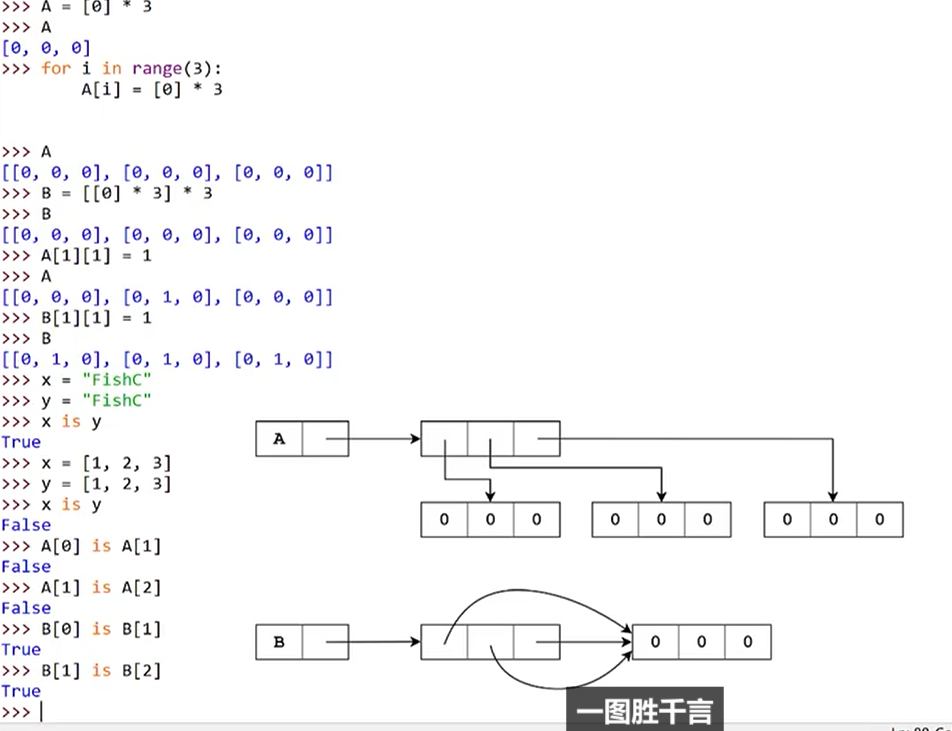 >>> A = [0] * 3
>>> A
[0, 0, 0]
>>> for i in range(3):
        A[i] = [0] * 3
>>> A
[[0, 0, 0], [0, 0, 0], [0, 0, 0]]
>>> B = [[0] * 3] * 3
>>> B
[[0, 0, 0], [0, 0, 0], [0, 0, 0]]
>>> A[1][1] = 1
>>> A
[[0, 0, 0], [0, 1, 0], [0, 0, 0]]
>>> B[1][1] = 1
>>> B
[[0, 1, 0], [0, 1, 0], [0, 1, 0]]
>>> x = "FishC"
>>> y = "FishC"
>>> x is y
True
>>> x = [1, 2, 3]
>>> y = [1, 2, 3]
>>> x is y
False
>>> A[0] is A[1]
False
>>> A[1] is A[2]
False
>>> B[0] is B[1]
True
>>> B[1] is B[2]
True
>>>
A
0 0 0 0 0 0 0 0 0
B 0 0 0
一图胜千言